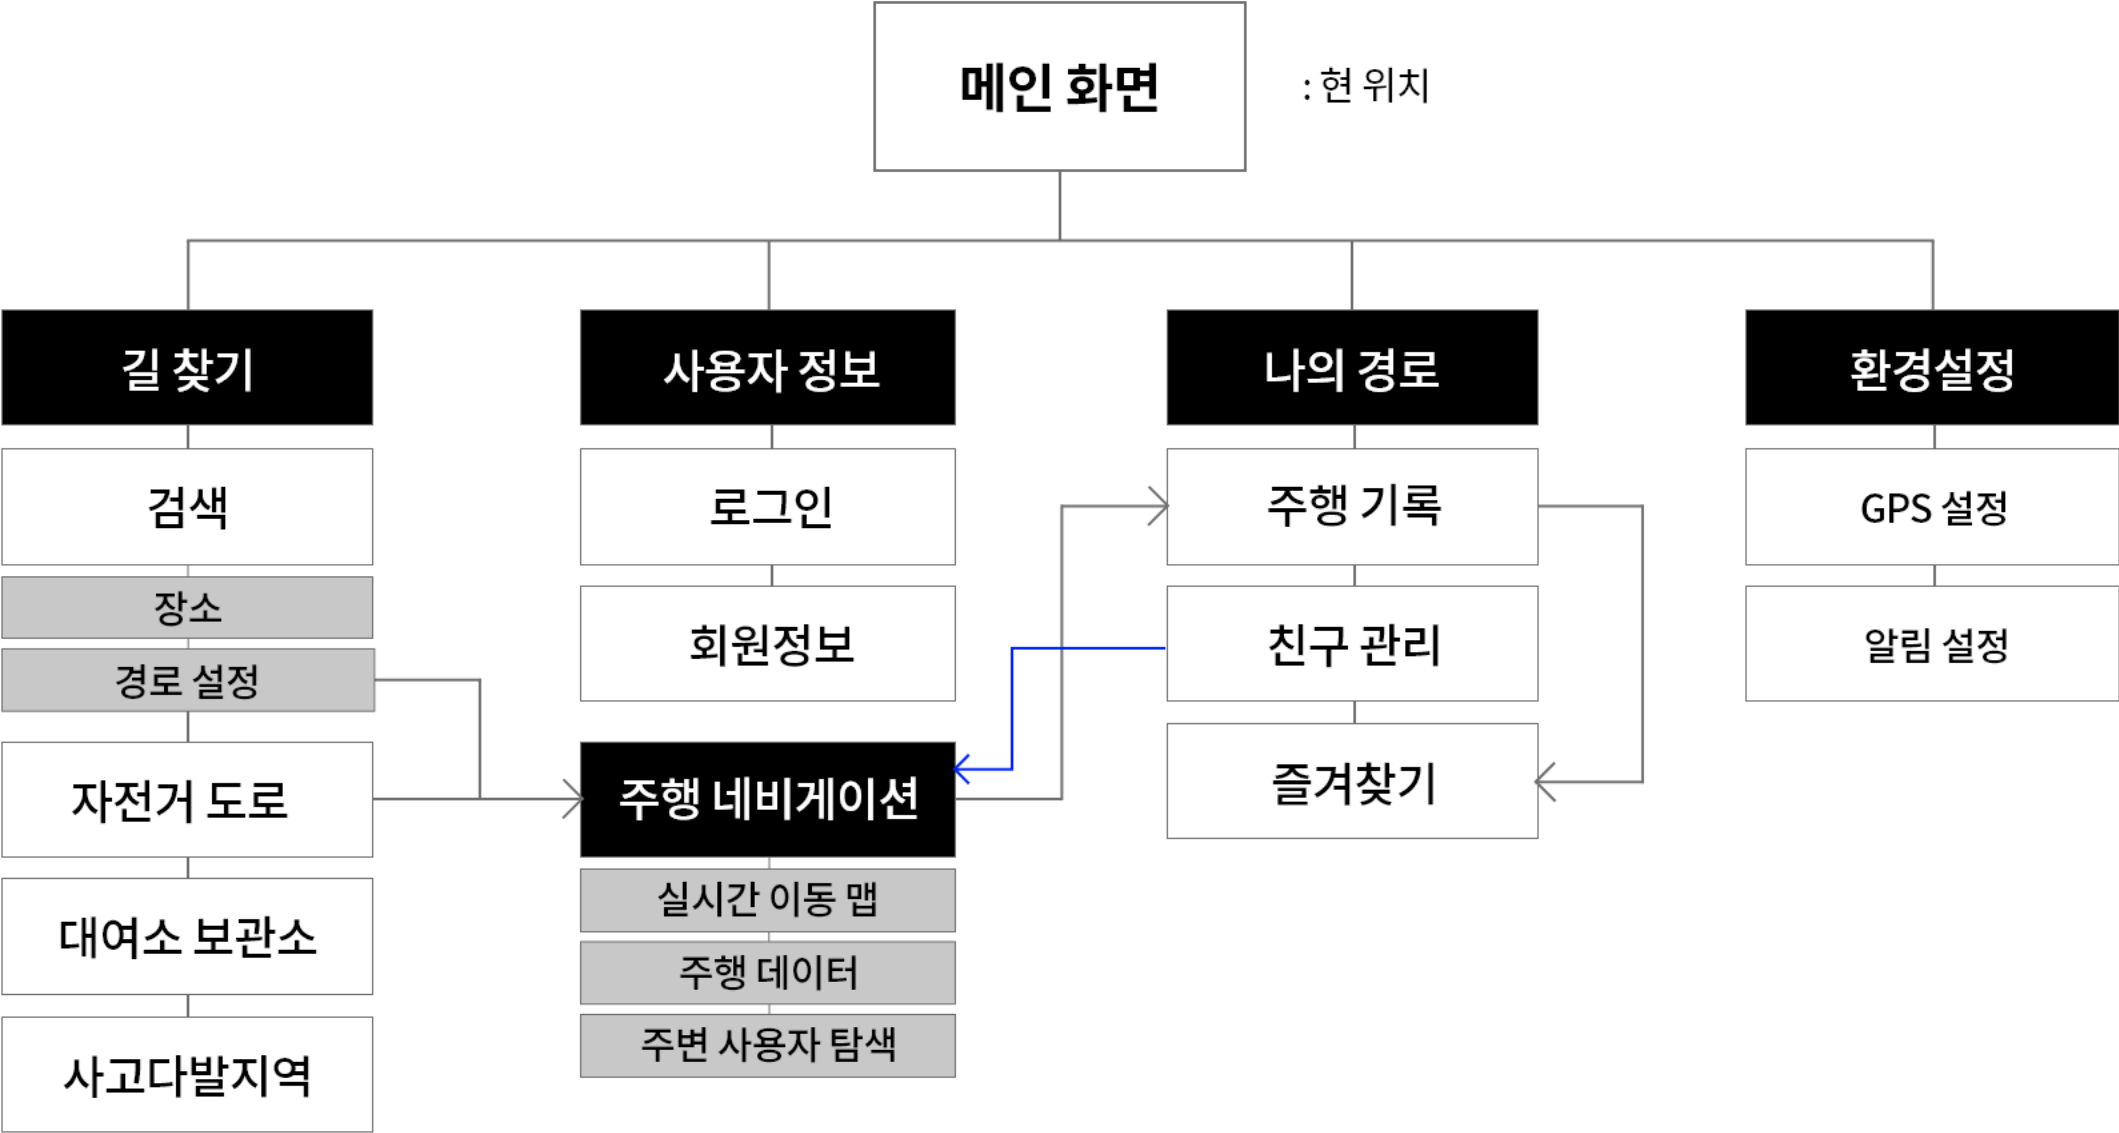 메인 화면
: 현 위치
길 찾기
검색
장소
경로 설정
자전거 도로
대여소 보관소
사고다발지역
사용자 정보
로그인
회원정보
주행 네비게이션
실시간 이동 맵
주행 데이터
주변 사용자 탐색
나의 경로
주행 기록
친구 관리
즐겨찾기
환경설정
GPS 설정
알림 설정